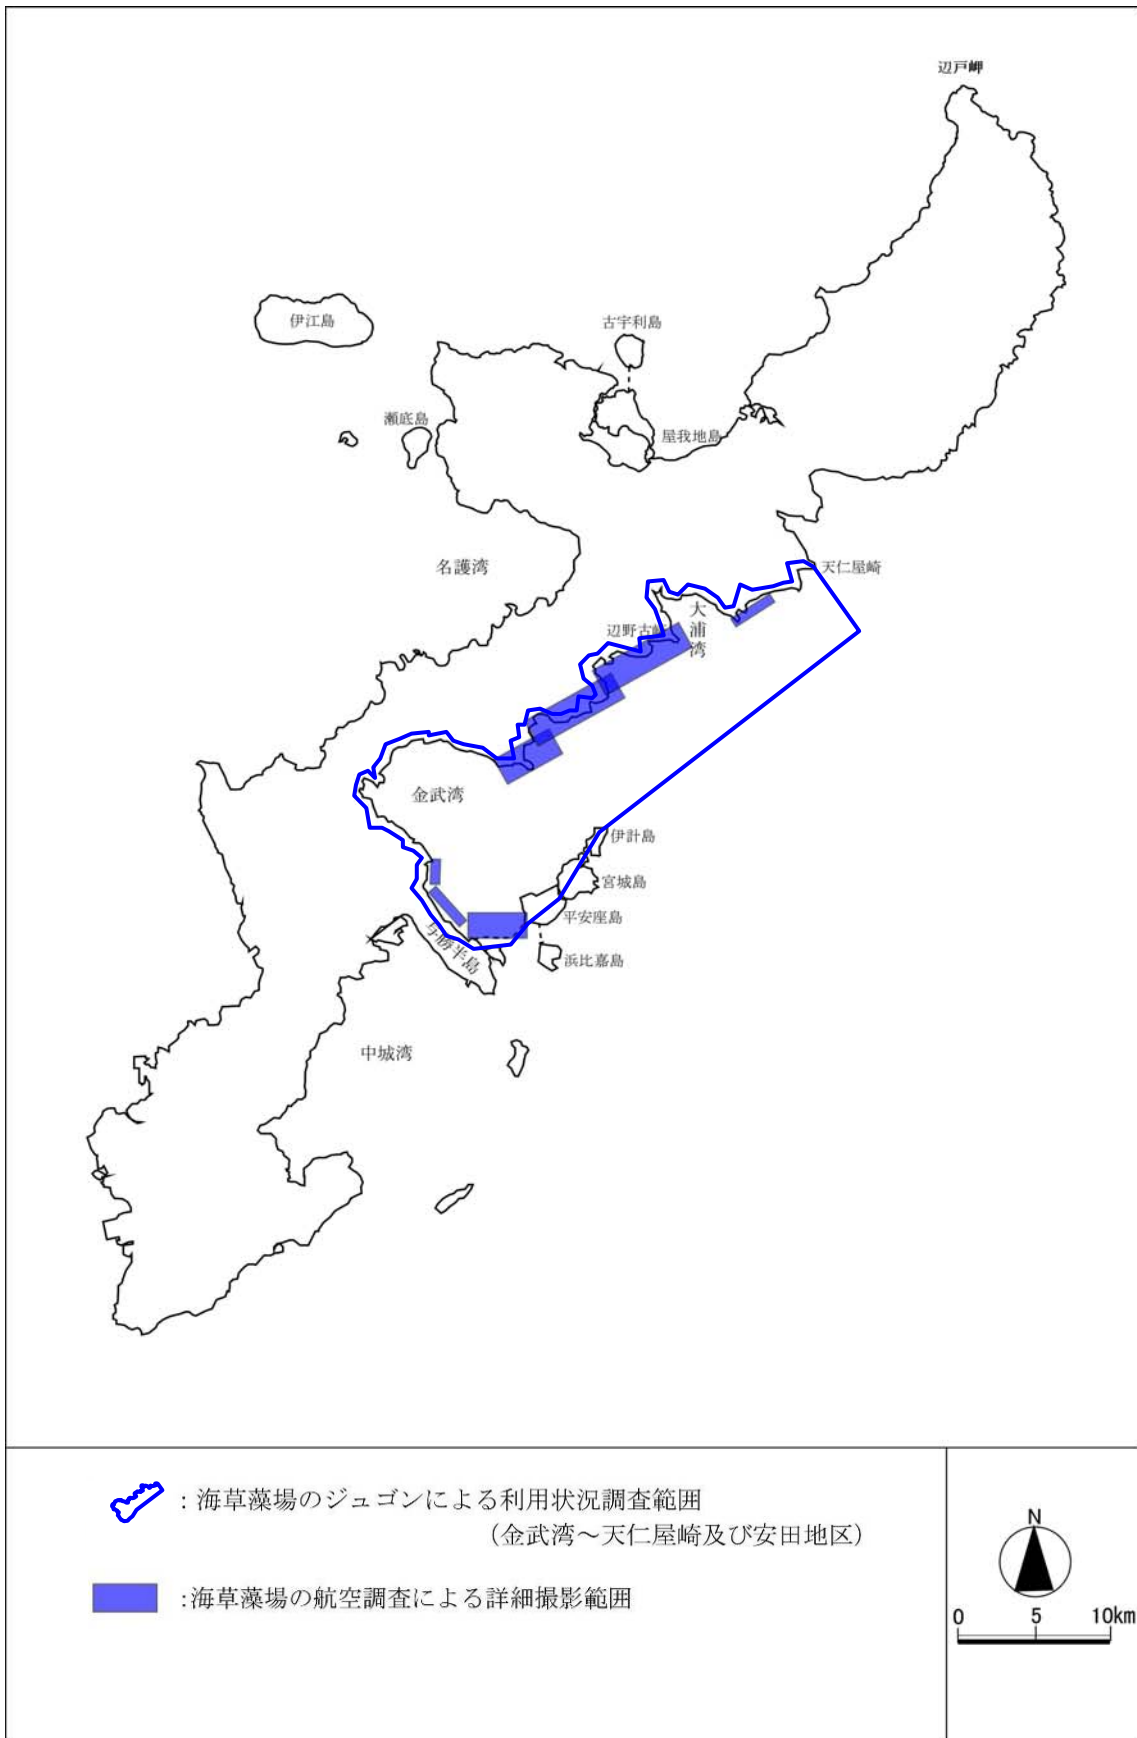 辺戸岬
伊江島
古宇利島
瀬底島
屋我地島
名護湾
天仁屋崎
大浦湾
辺野古崎
金武湾
伊計島
宮城島
平安座島
与勝半島
浜比嘉島
中城湾
：海草藻場のジュゴンによる利用状況調査範囲
（金武湾～天仁屋崎及び安田地区）
：海草藻場の航空調査による詳細撮影範囲
N
0 5 10km